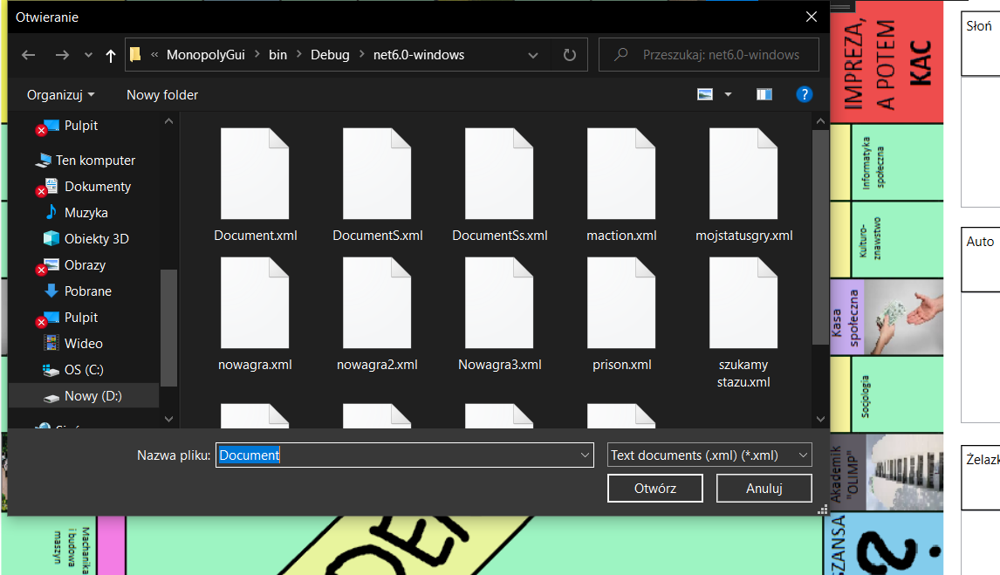 Otwieranie
« MonopolyGui > bin > Debug > net6.0-windows
Przeszukaj: net6.0-windows
Organizuj
Nowy folder
?
Pulpit
Ten komputer
Dokumenty
Muzyka
Obiekty 3D
Obrazy
Pobrane
Pulpit
Wideo
OS (C:)
Nowy (D:)
Document.xml
DocumentS.xml
DocumentSs.xml
maction.xml
mojstatusgry.xml
nowagra.xml
nowagra2.xml
Nowagra3.xml
prison.xml
szukamy
stazu.xml
Nazwa pliku:
Document
Text documents (.xml) (*.xml)
Otwórz
Anuluj
IMPREZA,
A POTEM
KAC
Informatyka
społeczna
Kulturo-
znawstwo
Kasa
społeczna
Socjologia
Akademik
"OLIMP"
?
Machanika
i budowa
maszyn
Słoń
Auto